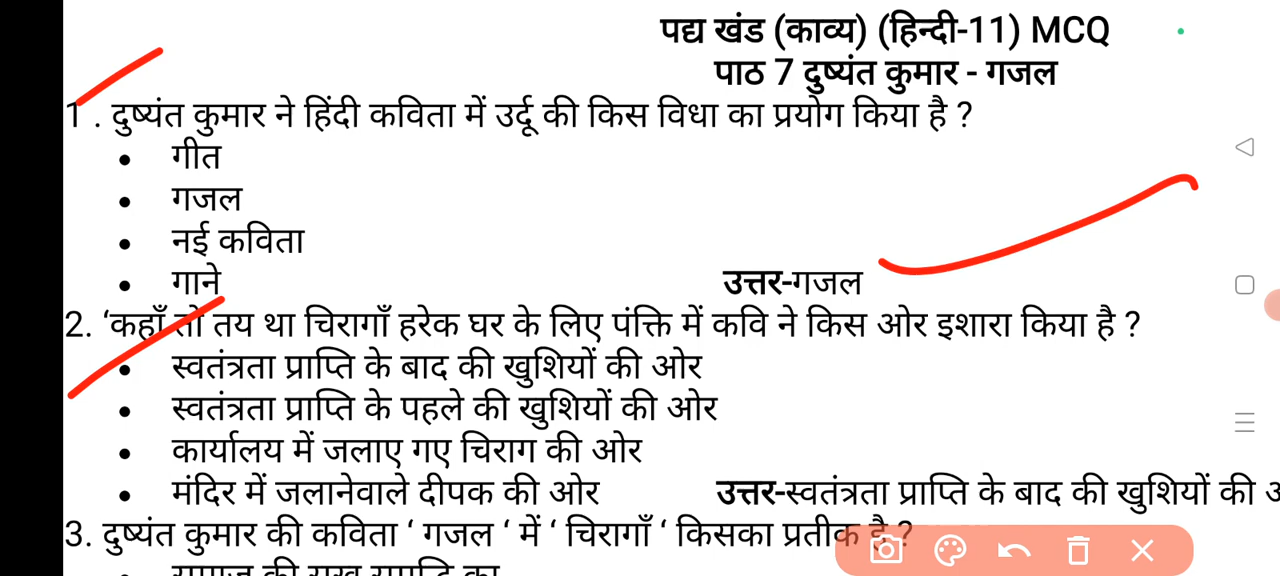 पद्य खंड (काव्य) (हिन्दी-11) MCQ
पाठ 7 दुष्यंत कुमार - गजल
1 . दुष्यंत कुमार ने हिंदी कविता में उर्दू की किस विधा का प्रयोग किया है ?
• गीत
• गजल
• नई कविता
• गाने उत्तर-गजल
2. ‘कहाँ तो तय था चिरागाँ हरेक घर के लिए पंक्ति में कवि ने किस ओर इशारा किया है ?
• स्वतंत्रता प्राप्ति के बाद की खुशियों की ओर
• स्वतंत्रता प्राप्ति के पहले की खुशियों की ओर
• कार्यालय में जलाए गए चिराग की ओर
• मंदिर में जलानेवाले दीपक की ओर उत्तर-स्वतंत्रता प्राप्ति के बाद की खुशियों की
3. दुष्यंत कुमार की कविता ‘ गजल ‘ में ‘ चिरागाँ ‘ किसका प्रतीक है ?